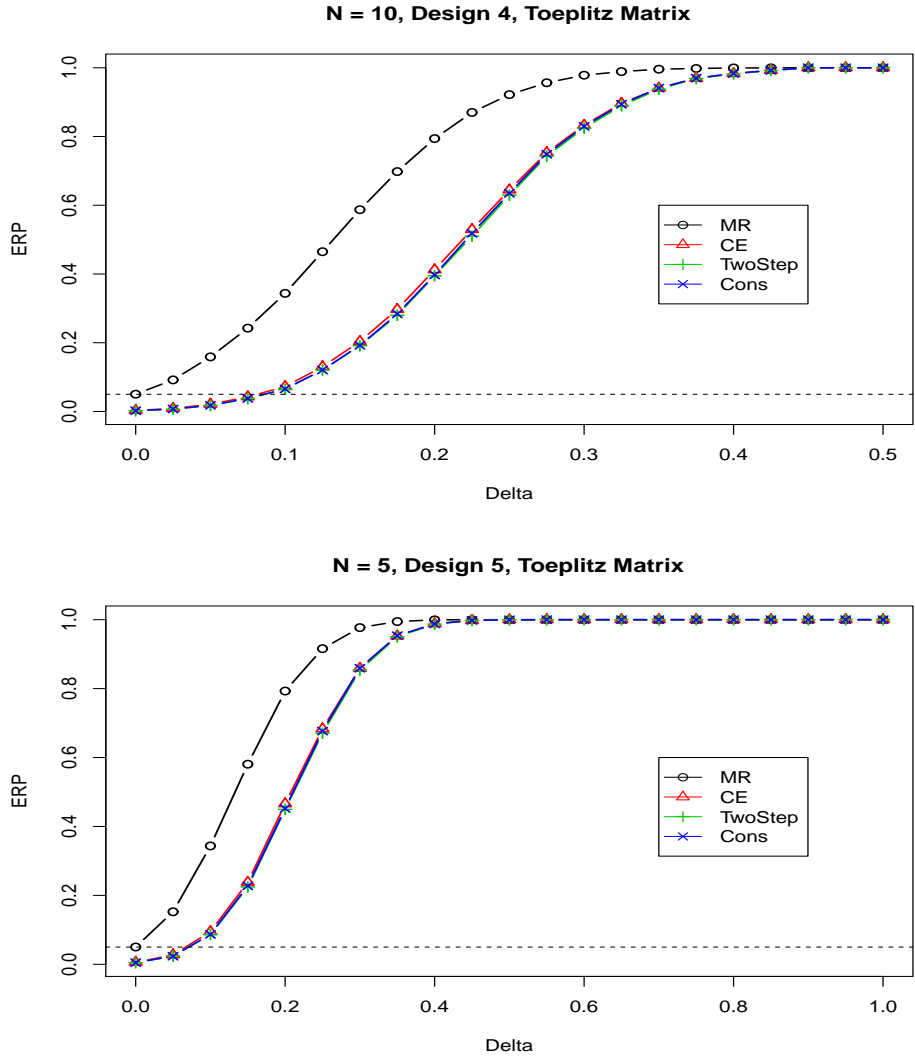 N = 10, Design 4, Toeplitz Matrix
ERP
1.0
0.8
0.6
0.4
0.2
0.0
MR
CE
TwoStep
Cons
0.0 0.1 0.2 0.3 0.4 0.5
Delta
N = 5, Design 5, Toeplitz Matrix
ERP
1.0
0.8
0.6
0.4
0.2
0.0
MR
CE
TwoStep
Cons
0.0 0.2 0.4 0.6 0.8 1.0
Delta